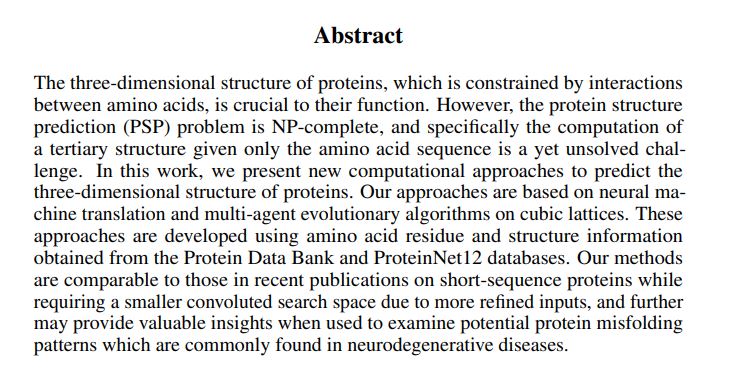 Abstract
The three-dimensional structure of proteins, which is constrained by interactions
between amino acids, is crucial to their function. However, the protein structure
prediction (PSP) problem is NP-complete, and specifically the computation of
a tertiary structure given only the amino acid sequence is a yet unsolved chal-
lenge. In this work, we present new computational approaches to predict the
three-dimensional structure of proteins. Our approaches are based on neural ma-
chine translation and multi-agent evolutionary algorithms on cubic lattices. These
approaches are developed using amino acid residue and structure information
obtained from the Protein Data Bank and ProteinNet12 databases. Our methods
are comparable to those in recent publications on short-sequence proteins while
requiring a smaller convoluted search space due to more refined inputs, and further
may provide valuable insights when used to examine potential protein misfolding
patterns which are commonly found in neurodegenerative diseases.